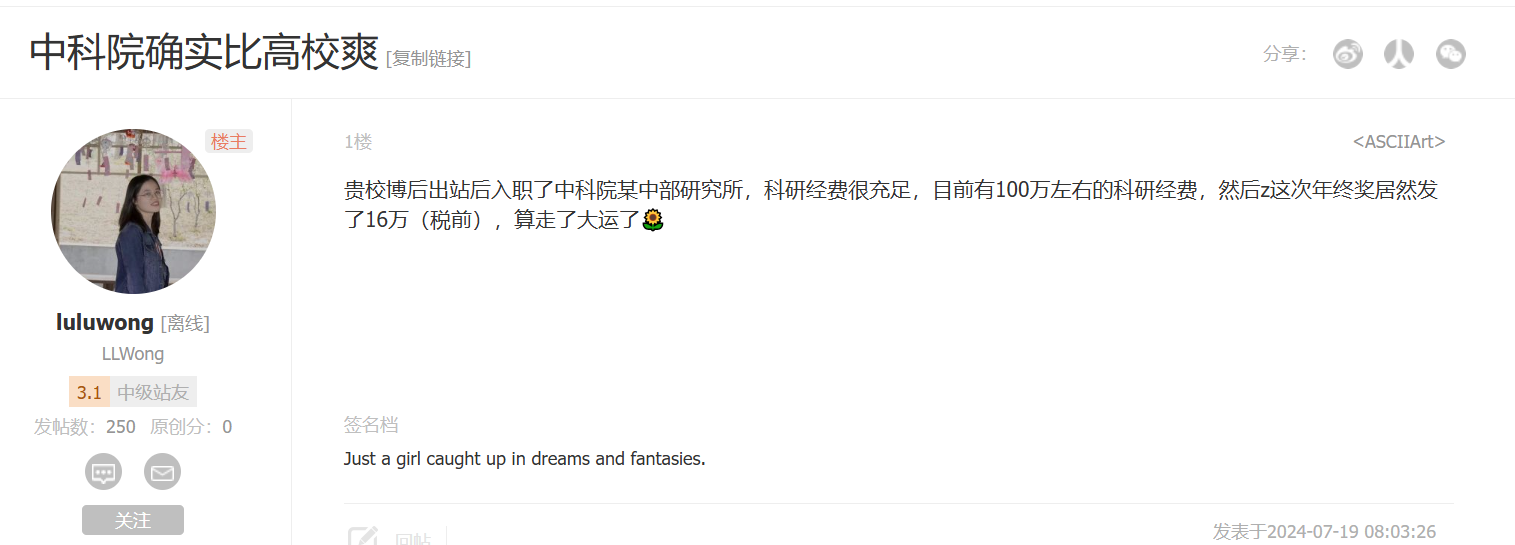 中科院确实比高校爽 [复制链接]
分享：
楼主
1楼
<ASCIIArt>
贵校博后出站后入职了中科院某中部研究所，科研经费很充足，目前有100万左右的科研经费，然后z这次年终奖居然发
了16万（税前），算走了大运了🌻
luluwong [离线]
LLWong
3.1 中级站友
发帖数：250 原创分：0
关注
签名档
Just a girl caught up in dreams and fantasies.
回帖
发表于2024-07-19 08:03:26